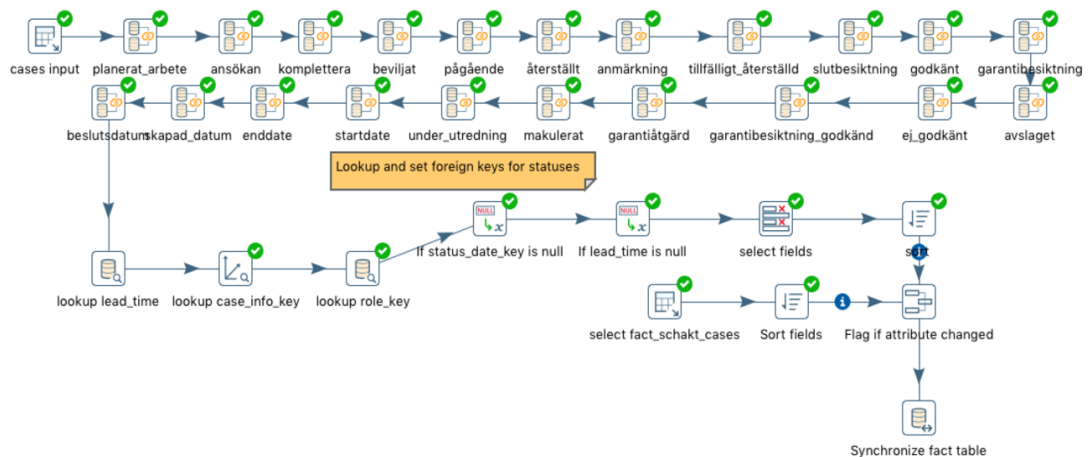 cases input
planerat_arbete
ansökan
komplettera
beviljat
pågående
återställt
anmärkning
tillfälligt_återställd
slutbesiktning
godkänt
garantibesiktning
beslutsdatum
skapad_datum
enddate
startdate
under_utredning
makulerat
garantiåtgärd
garantibesiktning_godkänd
ej_godkänt
avslaget
Lookup and set foreign keys for statuses
NULL
NULL
If status_date_key is null
If lead_time is null
select fields
sort
lookup lead_time
lookup case_info_key
lookup role_key
select fact_schakt_cases
Sort fields
Flag if attribute changed
Synchronize fact table